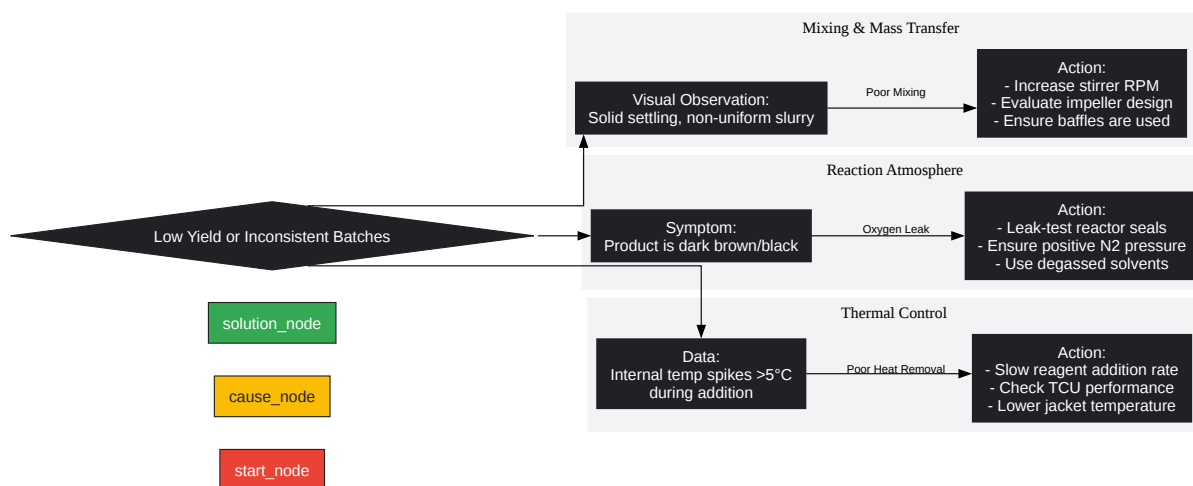 Mixing & Mass Transfer
Visual Observation:
Solid settling, non-uniform slurry
Poor Mixing
Action:
- Increase stirrer RPM
- Evaluate impeller design
- Ensure baffles are used
Low Yield or Inconsistent Batches
Reaction Atmosphere
Symptom:
Product is dark brown/black
Oxygen Leak
Action:
- Leak-test reactor seals
- Ensure positive N2 pressure
- Use degassed solvents
Thermal Control
Data:
Internal temp spikes >5°C
during addition
Poor Heat Removal
Action:
- Slow reagent addition rate
- Check TCU performance
- Lower jacket temperature
solution_node
cause_node
start_node